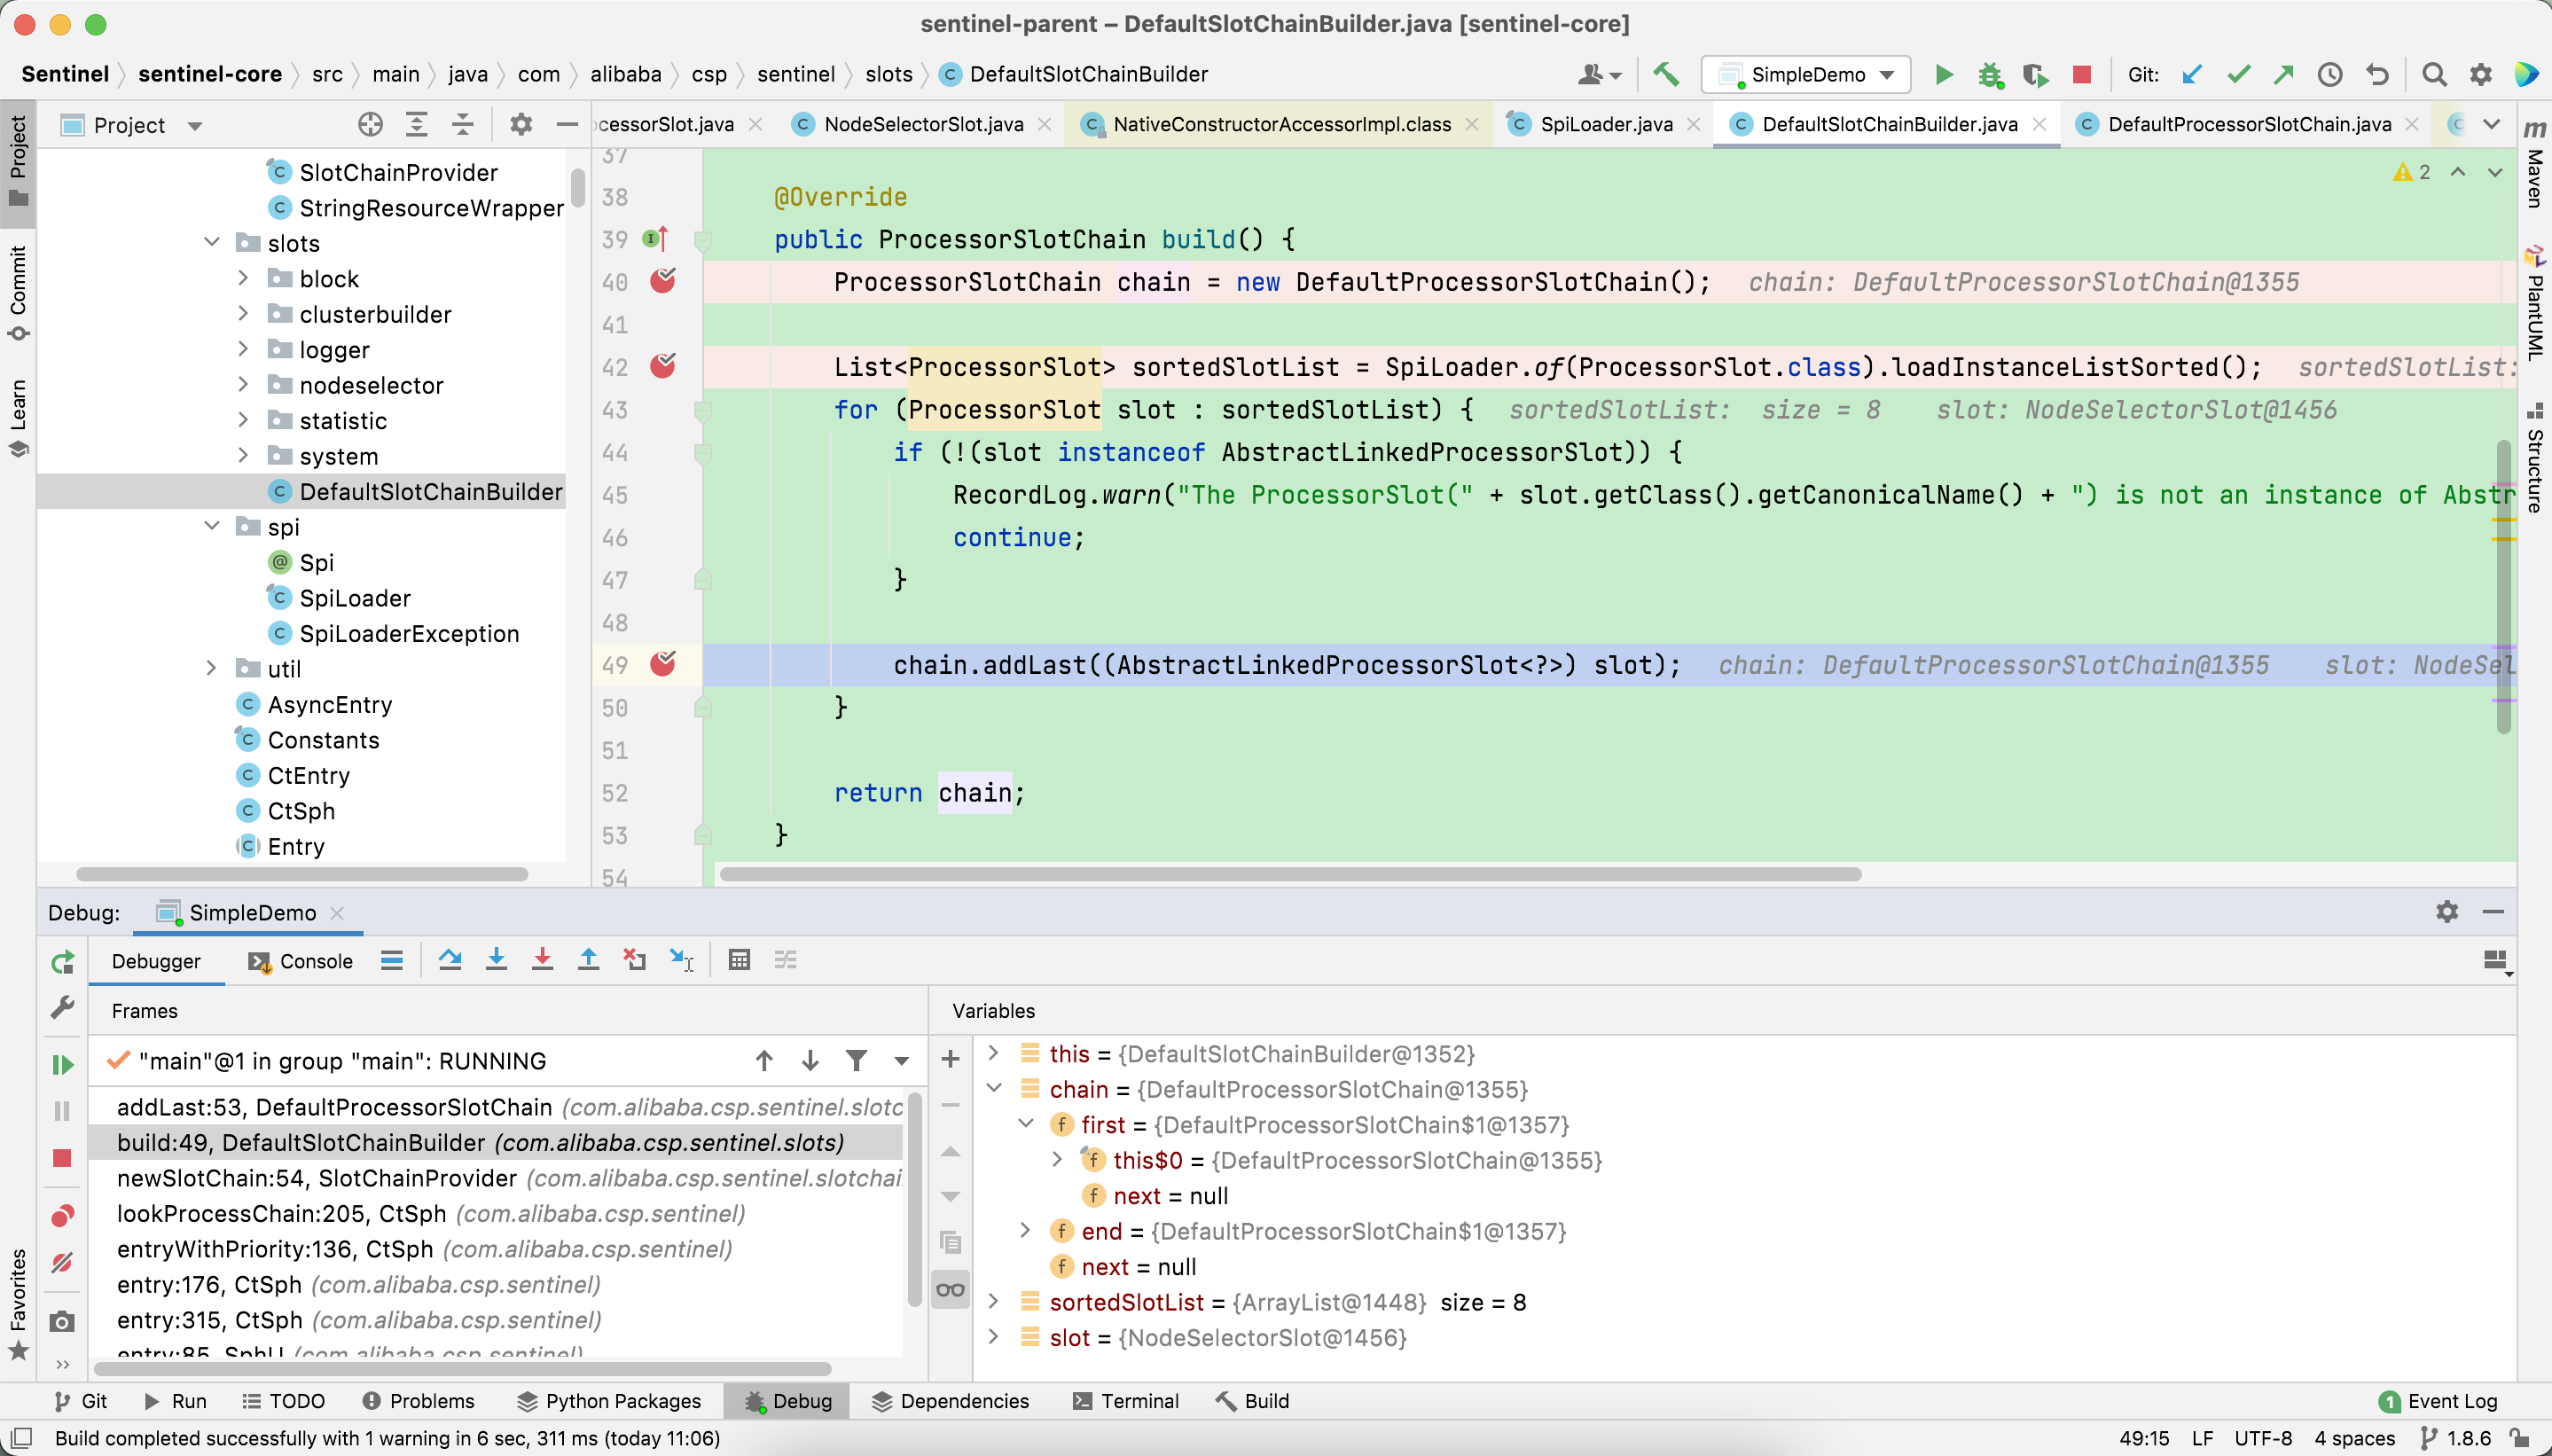 sentinel-parent – DefaultSlotChainBuilder.java [sentinel-core]
Sentinel sentinel-core src main java com alibaba csp sentinel slots DefaultSlotChainBuilder SimpleDemo Git:
Project
cessorSlot.java NodeSelectorSlot.java NativeConstructorAccessorImpl.class SpiLoader.java DefaultSlotChainBuilder.java DefaultProcessorSlotChain.java
Project
Commit
Learn
Favorites
SlotChainProvider
StringResourceWrapper
slots
block
clusterbuilder
logger
nodeselector
statistic
system
DefaultSlotChainBuilder
spi
Spi
SpiLoader
SpiLoaderException
util
AsyncEntry
Constants
CtEntry
CtSph
Entry
37
38 @Override
39 public ProcessorSlotChain build() {
40 ProcessorSlotChain chain = new DefaultProcessorSlotChain(); chain: DefaultProcessorSlotChain@1355
41
42 List<ProcessorSlot> sortedSlotList = SpiLoader.of(ProcessorSlot.class).loadInstanceListSorted(); sortedSlotList:
43 for (ProcessorSlot slot : sortedSlotList) { sortedSlotList: size = 8 slot: NodeSelectorSlot@1456
44 if (!(slot instanceof AbstractLinkedProcessorSlot)) {
45 RecordLog.warn("The ProcessorSlot(" + slot.getClass().getCanonicalName() + ") is not an instance of Abstr
46 continue;
47 }
48
49 chain.addLast((AbstractLinkedProcessorSlot<?>) slot); chain: DefaultProcessorSlotChain@1355 slot: NodeSel
50 }
51
52 return chain;
53 }
54
2
Maven
PlantUML
Structure
Debug: SimpleDemo
Debugger Console
Frames
"main"@1 in group "main": RUNNING
addLast:53, DefaultProcessorSlotChain (com.alibaba.csp.sentinel.slotc
build:49, DefaultSlotChainBuilder (com.alibaba.csp.sentinel.slots)
newSlotChain:54, SlotChainProvider (com.alibaba.csp.sentinel.slotchai
lookProcessChain:205, CtSph (com.alibaba.csp.sentinel)
entryWithPriority:136, CtSph (com.alibaba.csp.sentinel)
entry:176, CtSph (com.alibaba.csp.sentinel)
entry:315, CtSph (com.alibaba.csp.sentinel)
entry:85, SphU (com.alibaba.csp.sentinel)
Variables
this = {DefaultSlotChainBuilder@1352}
chain = {DefaultProcessorSlotChain@1355}
first = {DefaultProcessorSlotChain$1@1357}
this$0 = {DefaultProcessorSlotChain@1355}
next = null
end = {DefaultProcessorSlotChain$1@1357}
next = null
sortedSlotList = {ArrayList@1448} size = 8
slot = {NodeSelectorSlot@1456}
Git Run TODO Problems Python Packages Debug Dependencies Terminal Build 1 Event Log
Build completed successfully with 1 warning in 6 sec, 311 ms (today 11:06) 49:15 LF UTF-8 4 spaces 1.8.6